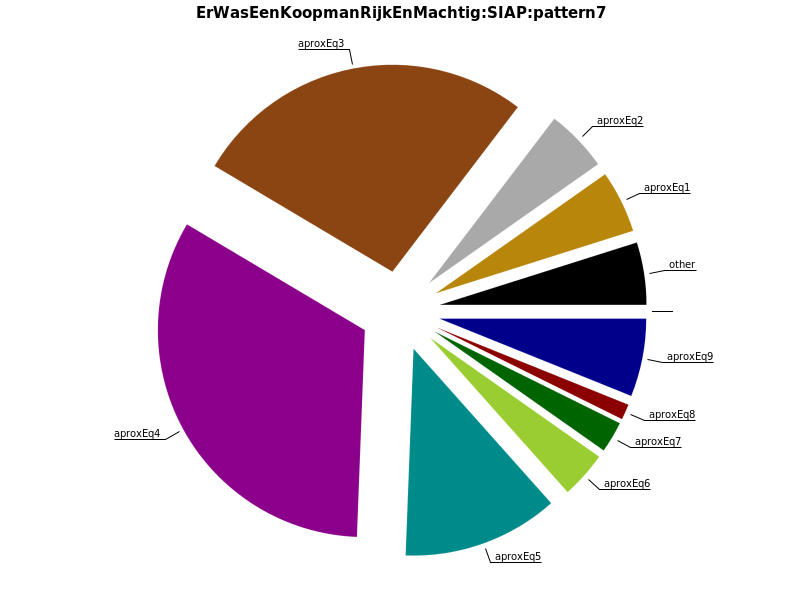 ErWasEenKoopmanRijkEnMachtig:SIAP:pattern7
aproxEq3
aproxEq2
aproxEq1
other
aproxEq9
aproxEq8
aproxEq4
aproxEq7
aproxEq6
aproxEq5